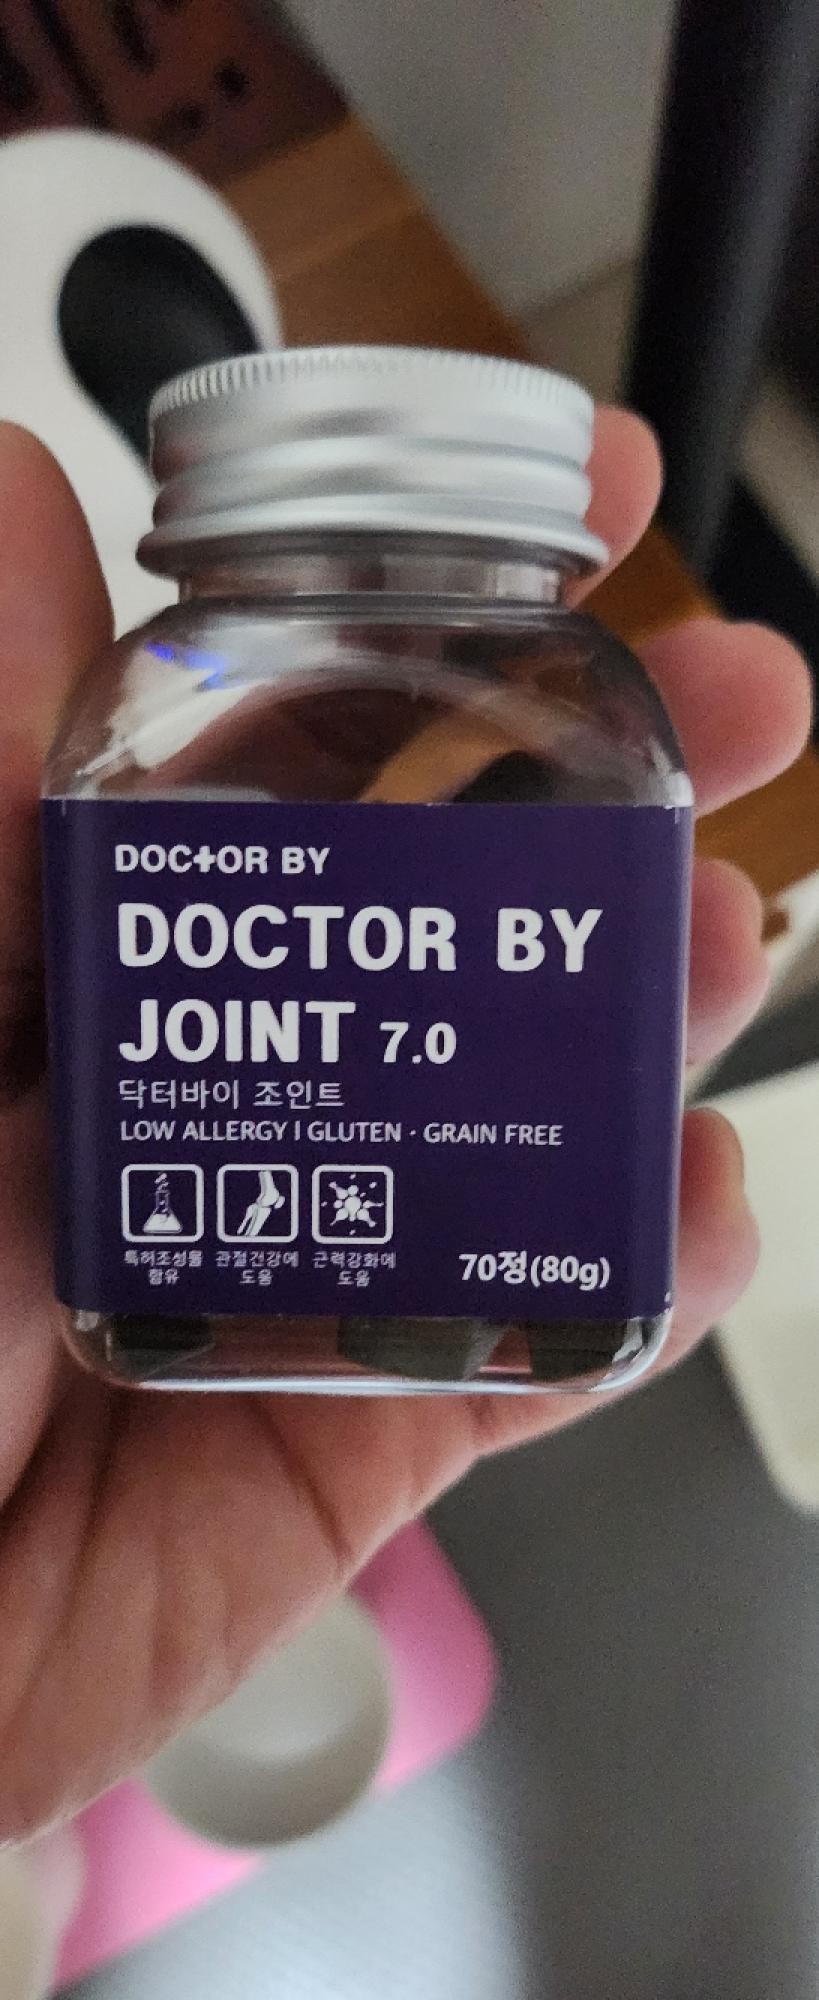 DOCTOR BY
DOCTOR BY
JOINT 7.0
닥터바이 조인트
LOW ALLERGY | GLUTEN · GRAIN FREE
특허조성물 관절건강에 근력강화에
함유 도움 도움
70정(80g)